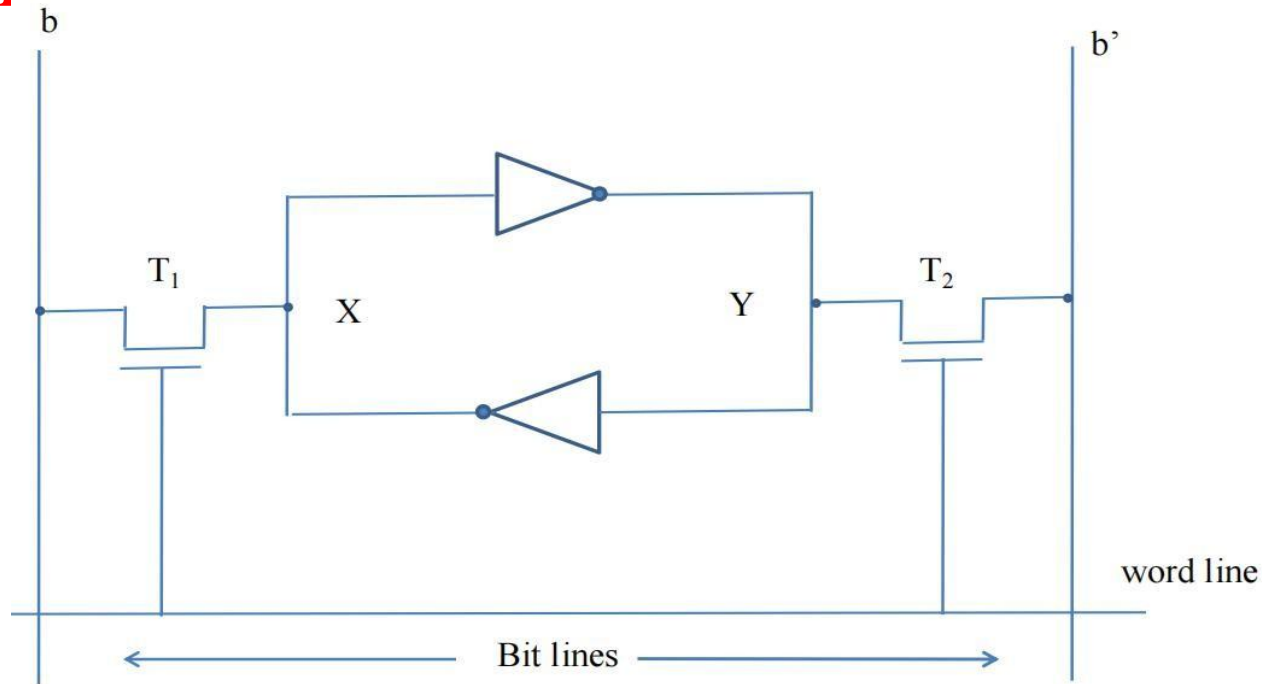 b
b’
T₁
T₂
X
Y
word line
Bit lines